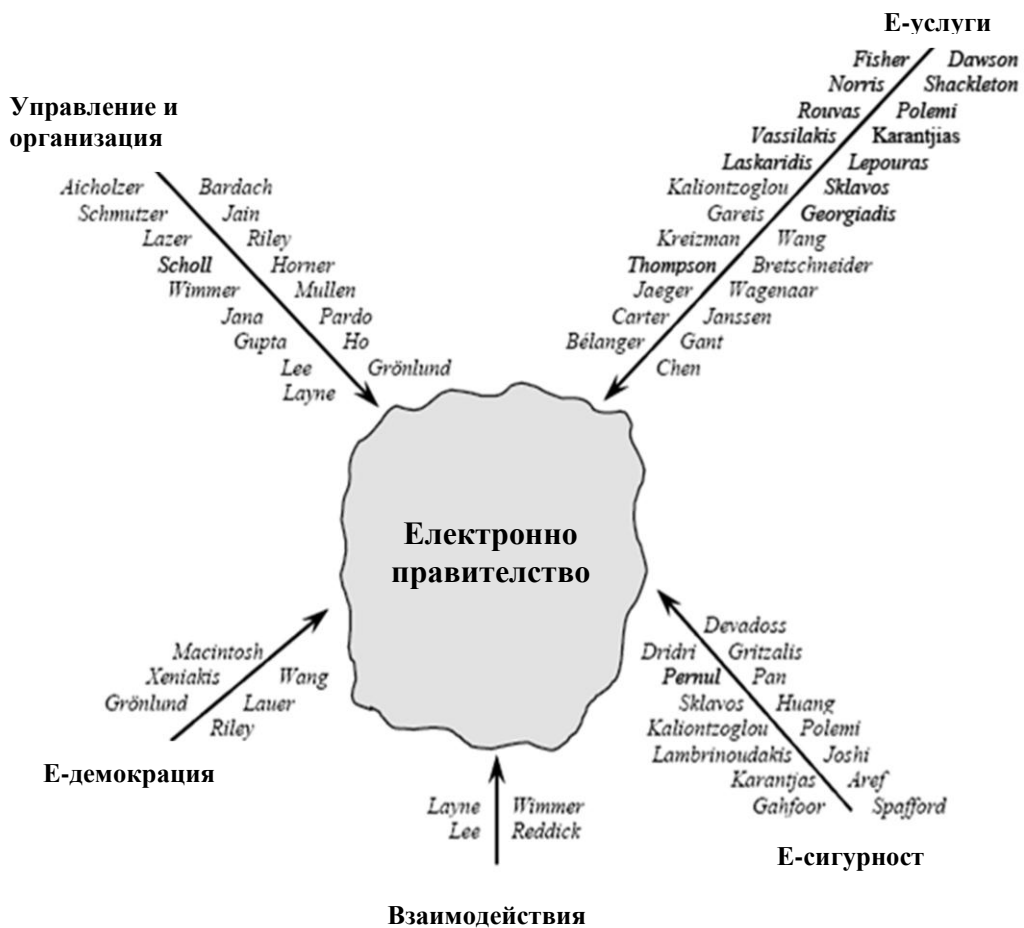 Е-услуги
Fisher Dawson
Norris Shackleton
Rouvas Polemi
Vassilakis Karantjias
Laskaridis Lepouras
Kaliontzoglou Sklavos
Gareis Georgiadis
Kreizman Wang
Thompson Bretschneider
Jaeger Wagenaar
Carter Janssen
Bélanger Gant
Chen
Управление и
организация
Aicholzer Bardach
Schmutzer Jain
Lazer Riley
Scholl Horner
Wimmer Mullen
Jana Pardo
Gupta Ho
Lee Grönlund
Layne
Електронно
правителство
Macintosh
Xeniakis Wang
Grönlund Lauer
Riley
Е-демокрация
Layne Wimmer
Lee Reddick
Взаимодействия
Devadoss
Dridri Gritzalis
Pernul Pan
Sklavos Huang
Kaliontzoglou Polemi
Lambrinoudakis Joshi
Karantjas Aref
Gahfoor Spafford
Е-сигурност